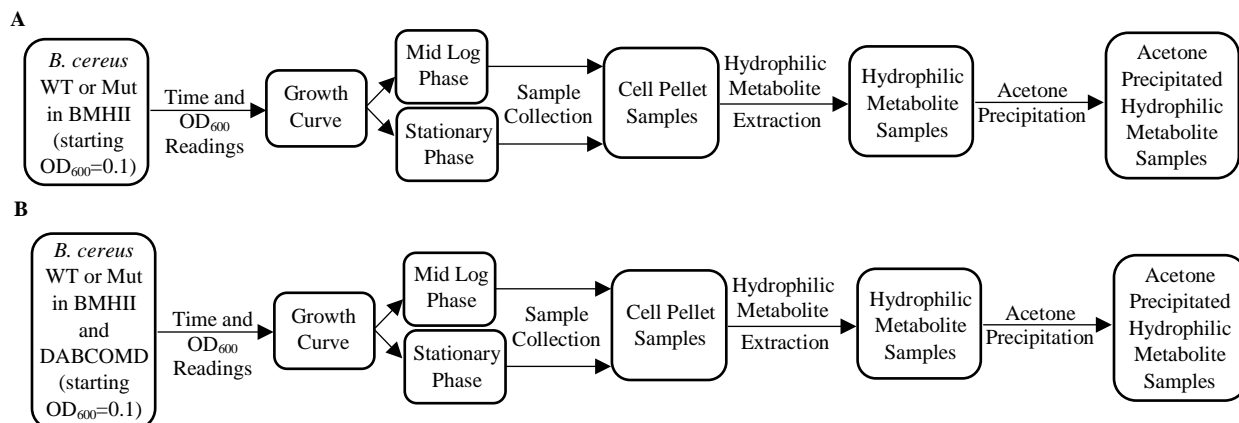 A
B. cereus
WT or Mut
in BMHII
(starting
OD600=0.1)
Time and
OD600
Readings
Growth
Curve
Mid Log
Phase
Stationary
Phase
Sample
Collection
Cell Pellet
Samples
Hydrophilic
Metabolite
Extraction
Hydrophilic
Metabolite
Samples
Acetone
Precipitation
Acetone
Precipitated
Hydrophilic
Metabolite
Samples
B
B. cereus
WT or Mut
in BMHII
and
DABCOMD
(starting
OD600=0.1)
Time and
OD600
Readings
Growth
Curve
Mid Log
Phase
Stationary
Phase
Sample
Collection
Cell Pellet
Samples
Hydrophilic
Metabolite
Extraction
Hydrophilic
Metabolite
Samples
Acetone
Precipitation
Acetone
Precipitated
Hydrophilic
Metabolite
Samples